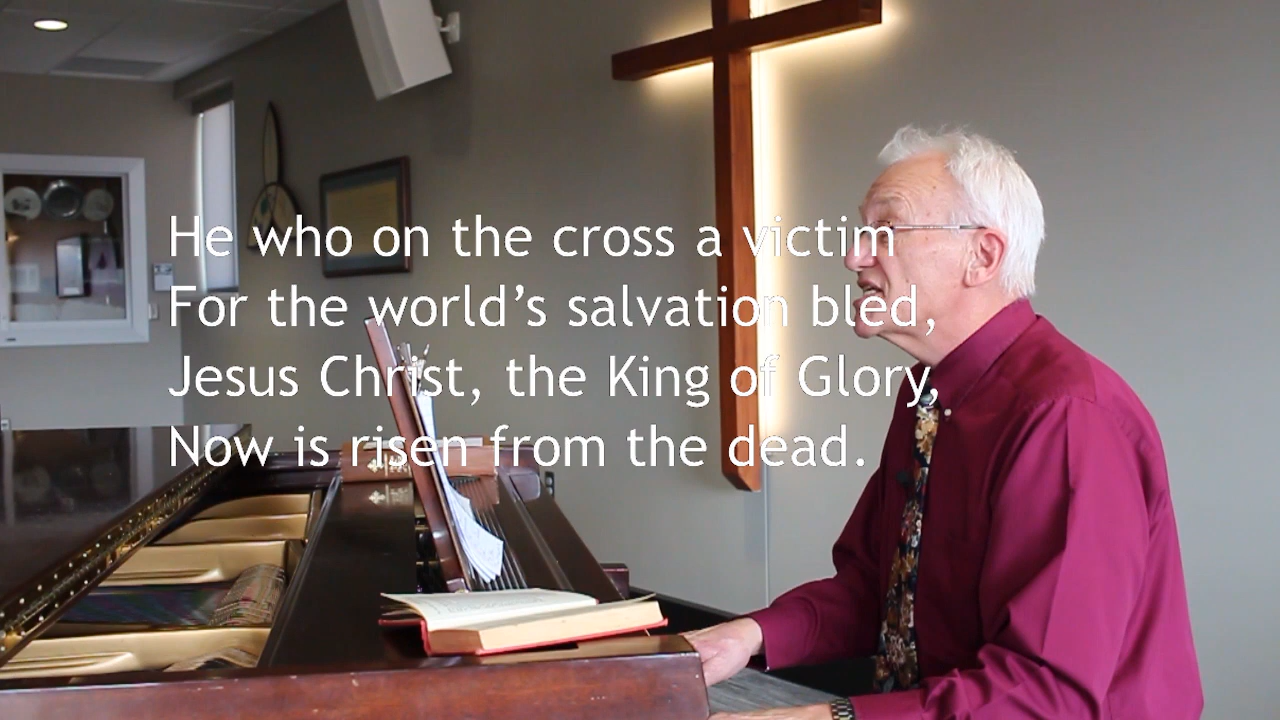 He who on the cross a victim
For the world’s salvation bled,
Jesus Christ, the King of Glory,
Now is risen from the dead.